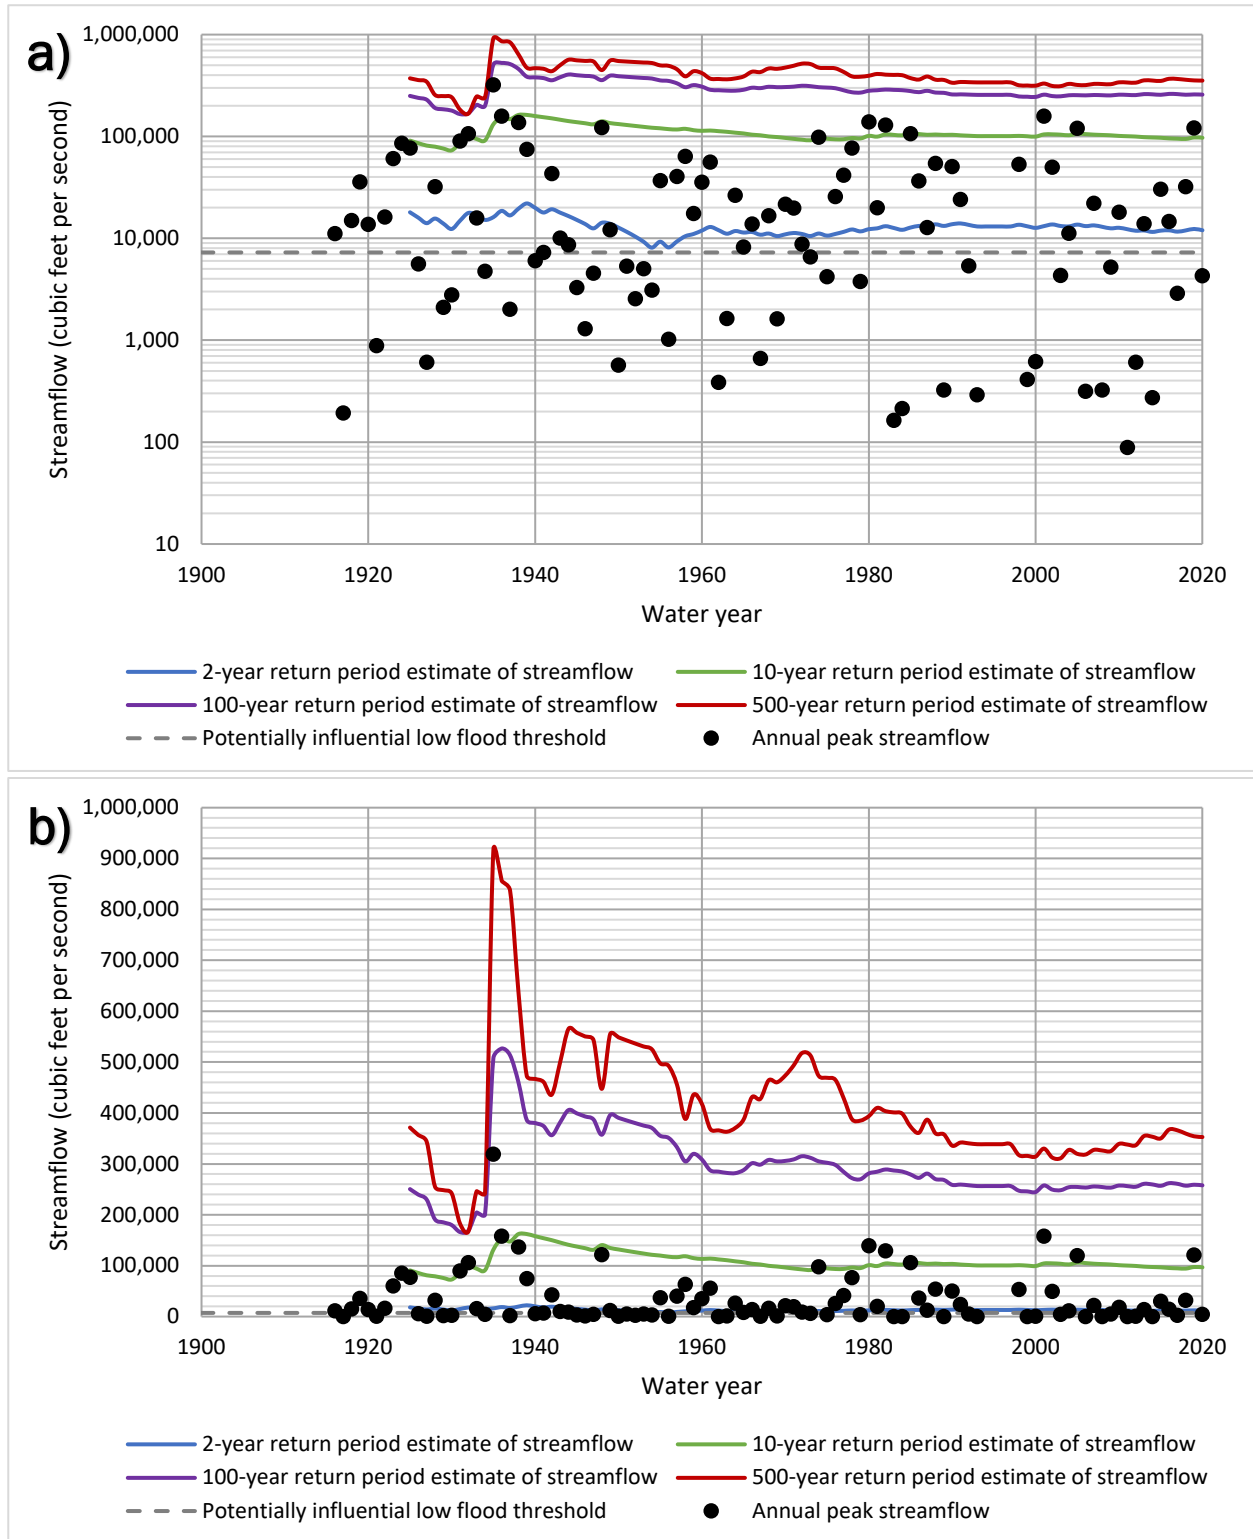 a)
1,000,000
100,000
10,000
1,000
100
10
Streamflow (cubic feet per second)
1900 1920 1940 1960 1980 2000 2020
Water year
2-year return period estimate of streamflow 10-year return period estimate of streamflow
100-year return period estimate of streamflow 500-year return period estimate of streamflow
Potentially influential low flood threshold Annual peak streamflow
b)
1,000,000
900,000
800,000
700,000
600,000
500,000
400,000
300,000
200,000
100,000
0
Streamflow (cubic feet per second)
1900 1920 1940 1960 1980 2000 2020
Water year
2-year return period estimate of streamflow 10-year return period estimate of streamflow
100-year return period estimate of streamflow 500-year return period estimate of streamflow
Potentially influential low flood threshold Annual peak streamflow